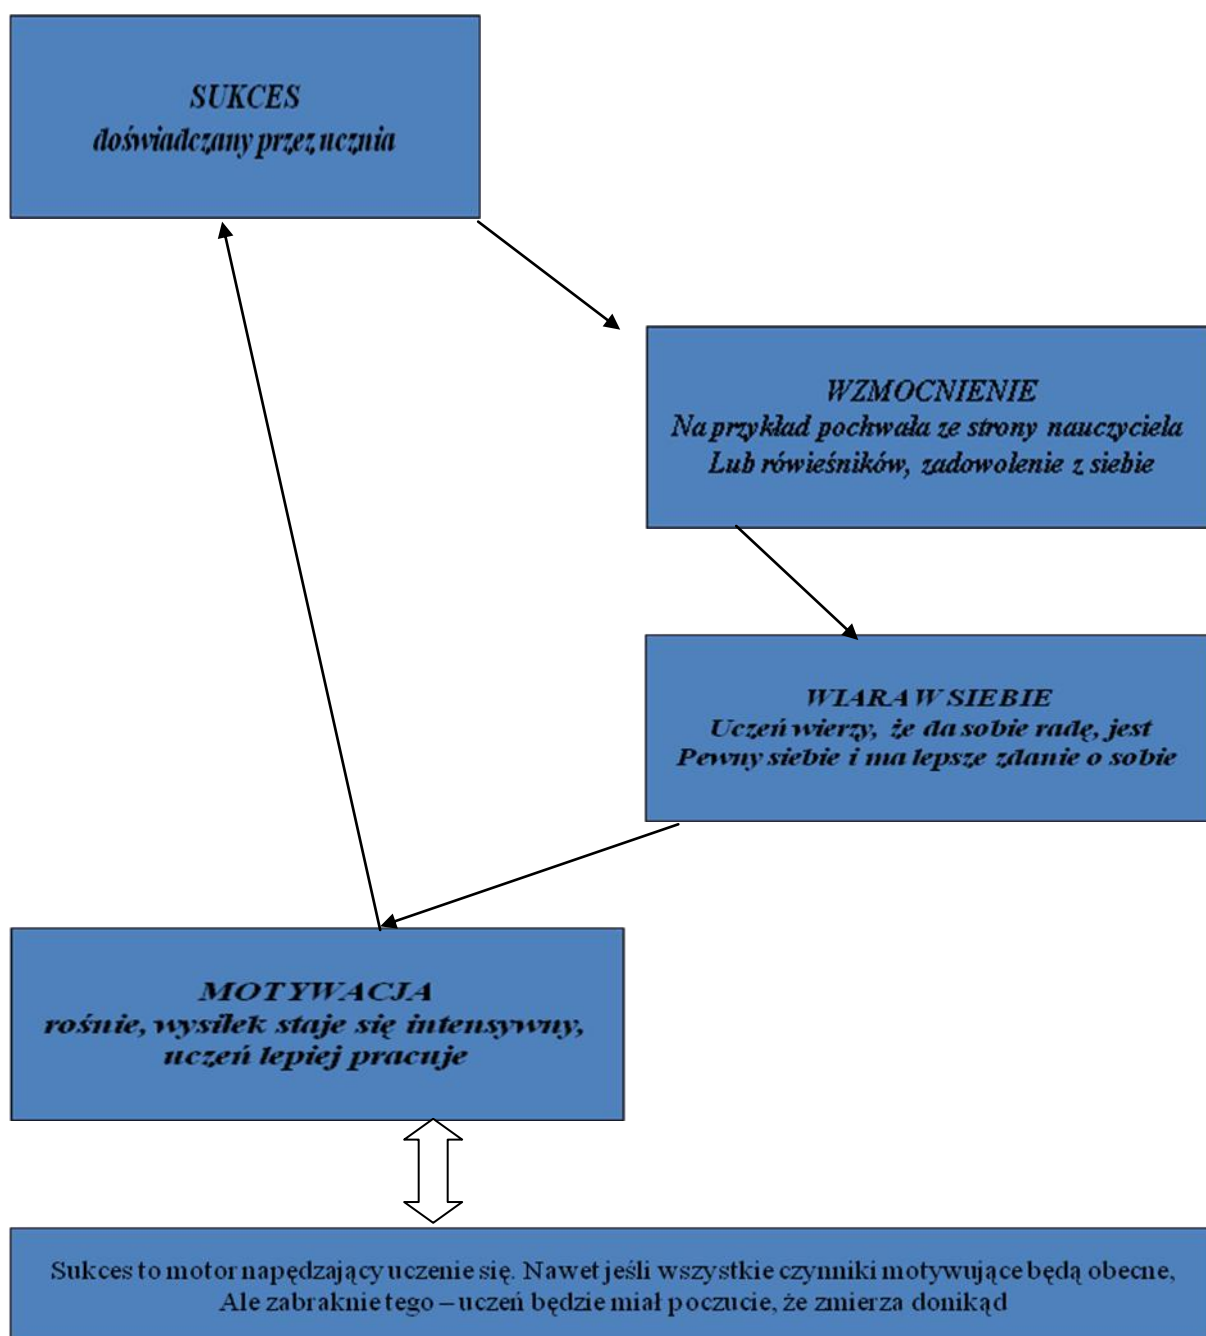 SUKCES
doświadczany przez ucznia
WZMOCNIENIE
Na przykład pochwała ze strony nauczyciela
Lub rówieśników, zadowolenie z siebie
WIARA W SIEBIE
Uczeń wierzy, że da sobie radę, jest
Pewny siebie i ma lepsze zdanie o sobie
MOTYWACJA
rośnie, wysiłek staje się intensywny,
uczeń lepiej pracuje
Sukces to motor napędzający uczenie się. Nawet jeśli wszystkie czynniki motywujące będą obecne,
Ale zabraknie tego – uczeń będzie miał poczucie, że zmierza donikąd